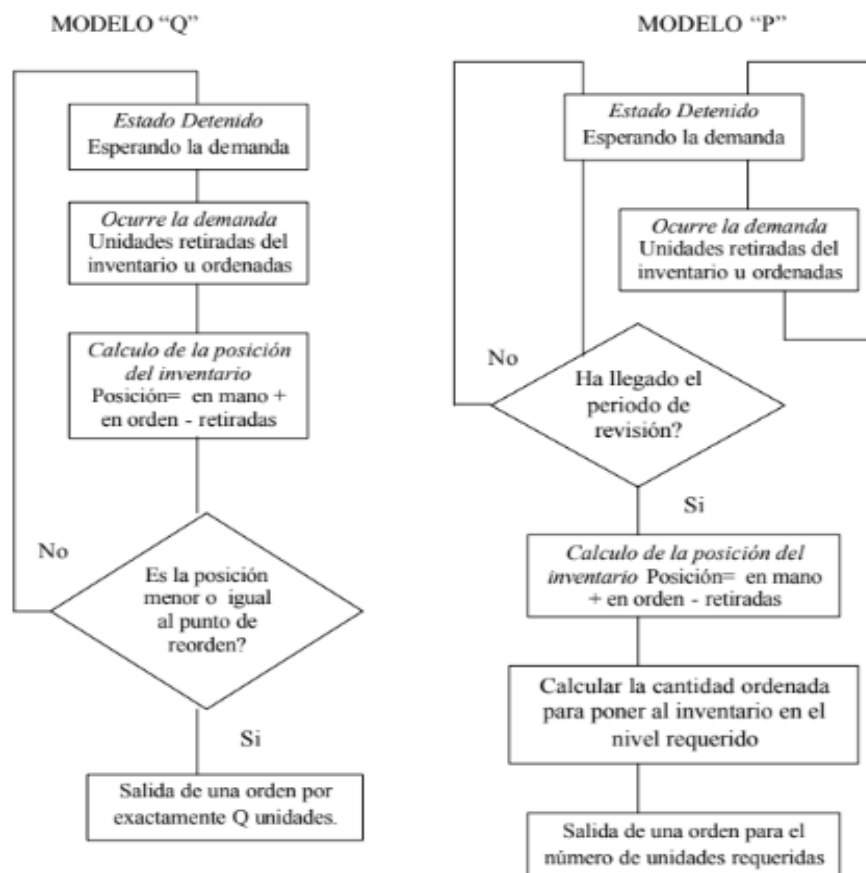 MODELO “Q”
Estado Detenido
Esperando la demanda
Ocurre la demanda
Unidades retiradas del
inventario u ordenadas
Calculo de la posición
del inventario
Posición= en mano +
en orden - retiradas
No
Es la posición
menor o igual
al punto de
reorden?
Si
Salida de una orden por
exactamente Q unidades.
MODELO “P”
Estado Detenido
Esperando la demanda
Ocurre la demanda
Unidades retiradas del
inventario u ordenadas
No
Ha llegado el
periodo de
revisión?
Si
Calculo de la posición del
inventario Posición= en mano
+ en orden - retiradas
Calcular la cantidad ordenada
para poner al inventario en el
nivel requerido
Salida de una orden para el
número de unidades requeridas